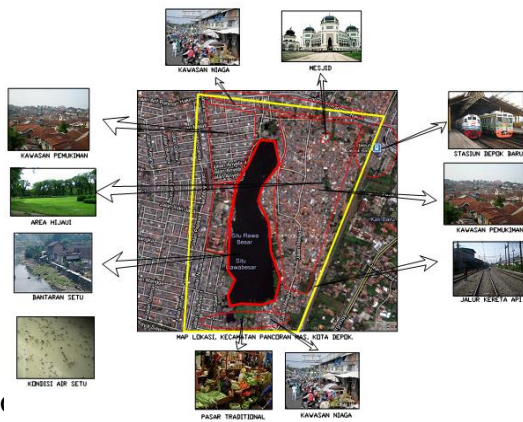 KAWASAN NIAGA
MESJID
KAWASAN PEMUKIMAN
STASIUN DEPOK BARU
AREA HIJAU
KAWASAN PEMUKIMAN
Situ Rawa
Besar
Situ
Rawabesar
BANTARAN SETU
JALUR KERETA API
MAP LOKASI, KECAMATAN PANCORAN MAS, KOTA DEPOK.
KONDISI AIR SETU
PASAR TRADITIONAL
KAWASAN NIAGA